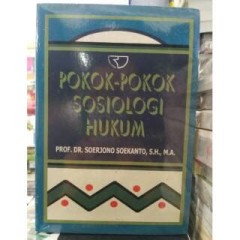 POKOK-POKOK
SOSIOLOGI
HUKUM
PROF. DR. SOERJONO SOEKANTO, S.H., M.A.